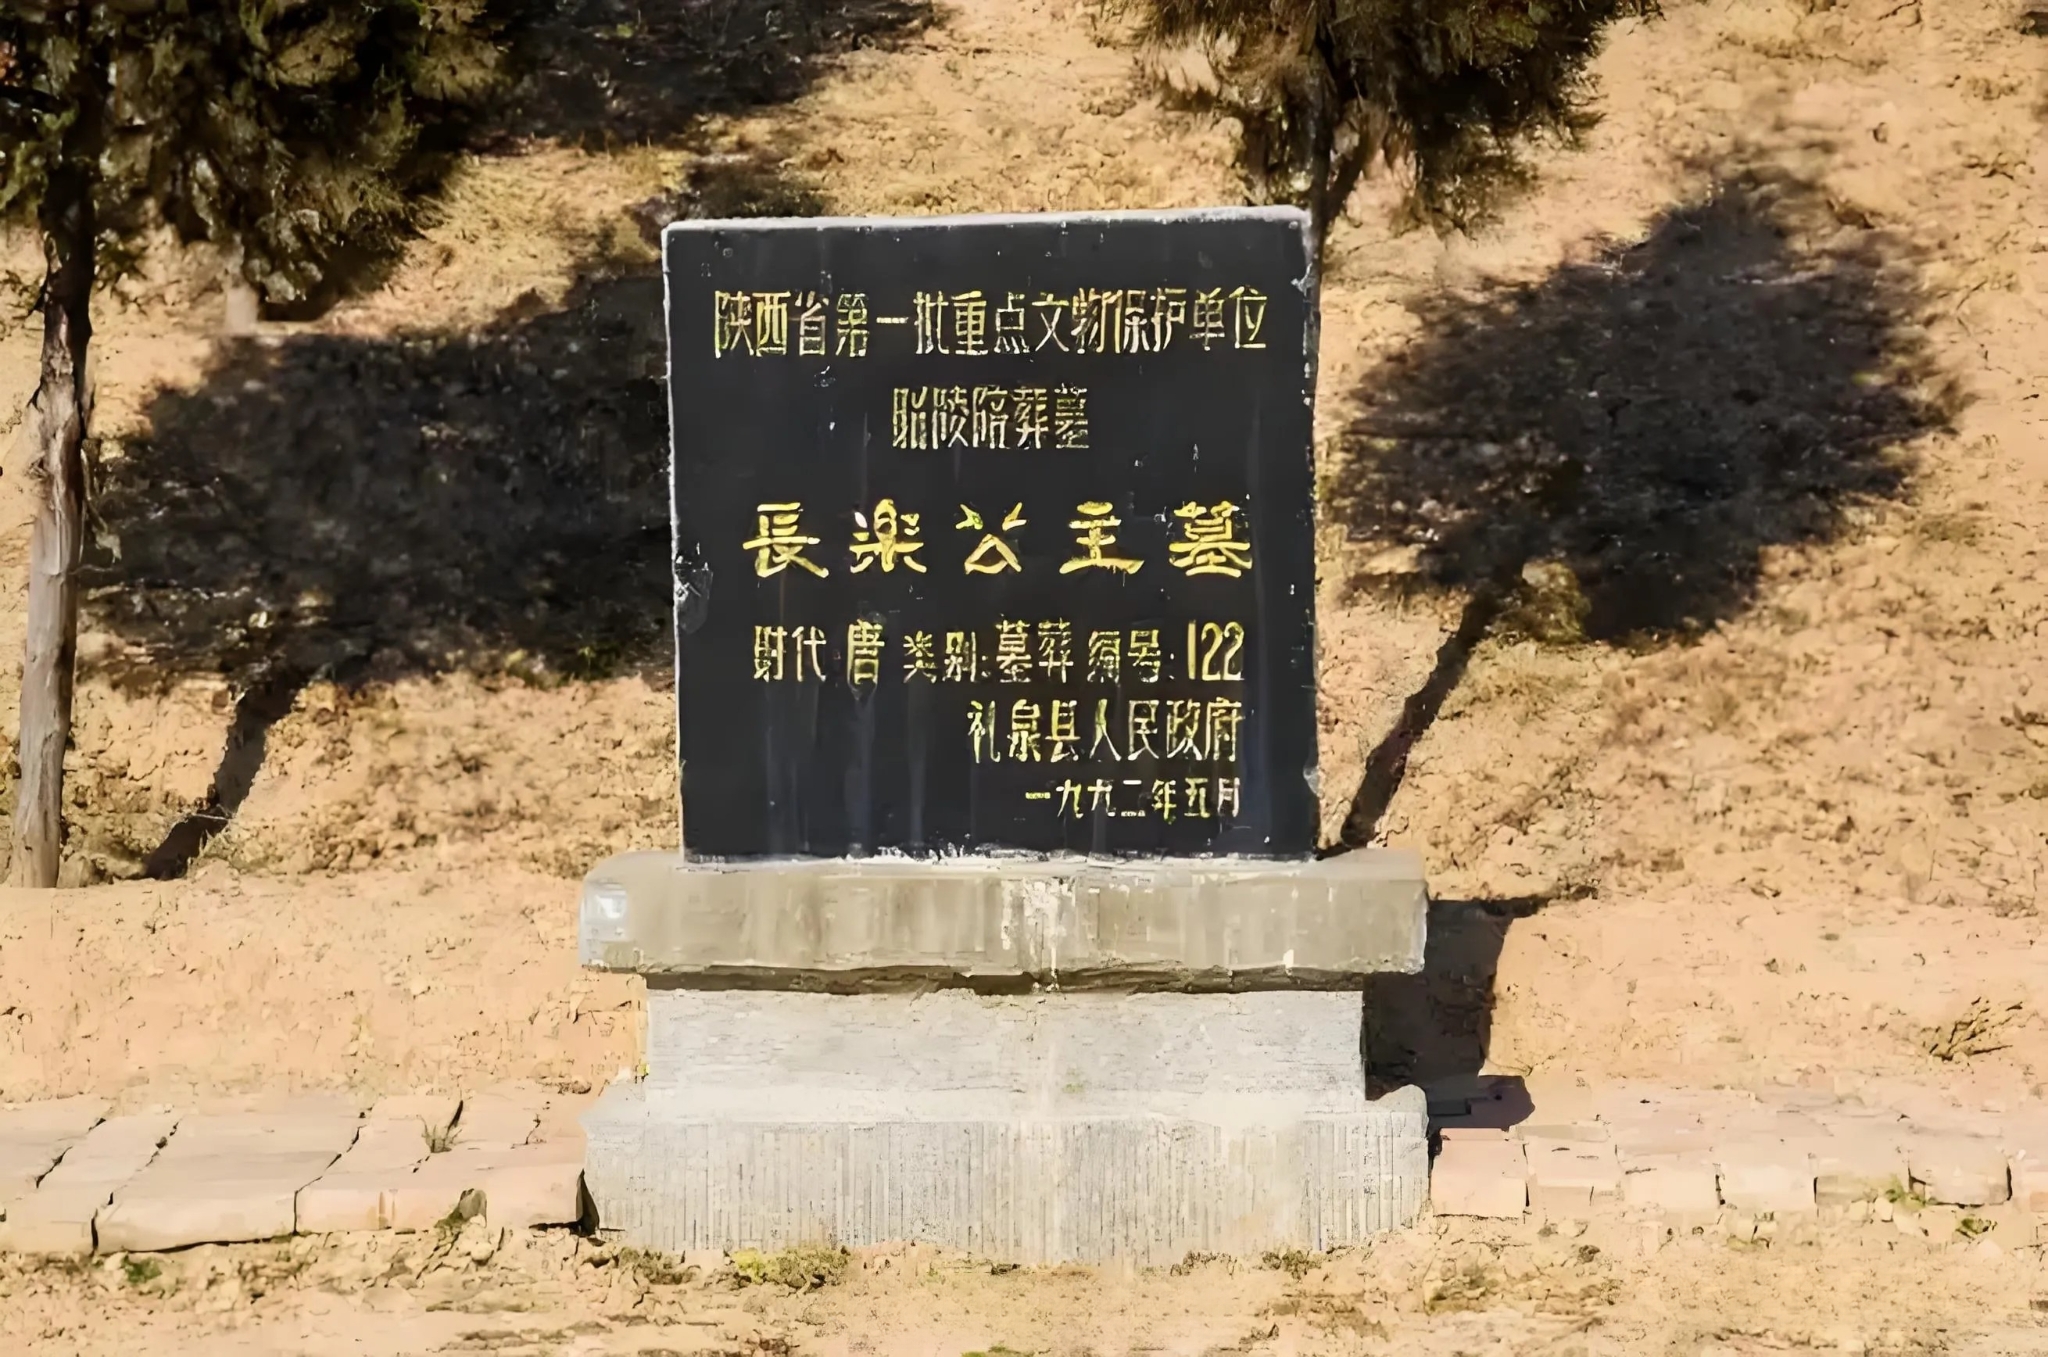 陕西省第一批重点文物保护单位
昭陵陪葬墓
長楽公主墓
时代:唐 类别:墓葬 编号:122
礼泉县人民政府
一九九二年五月